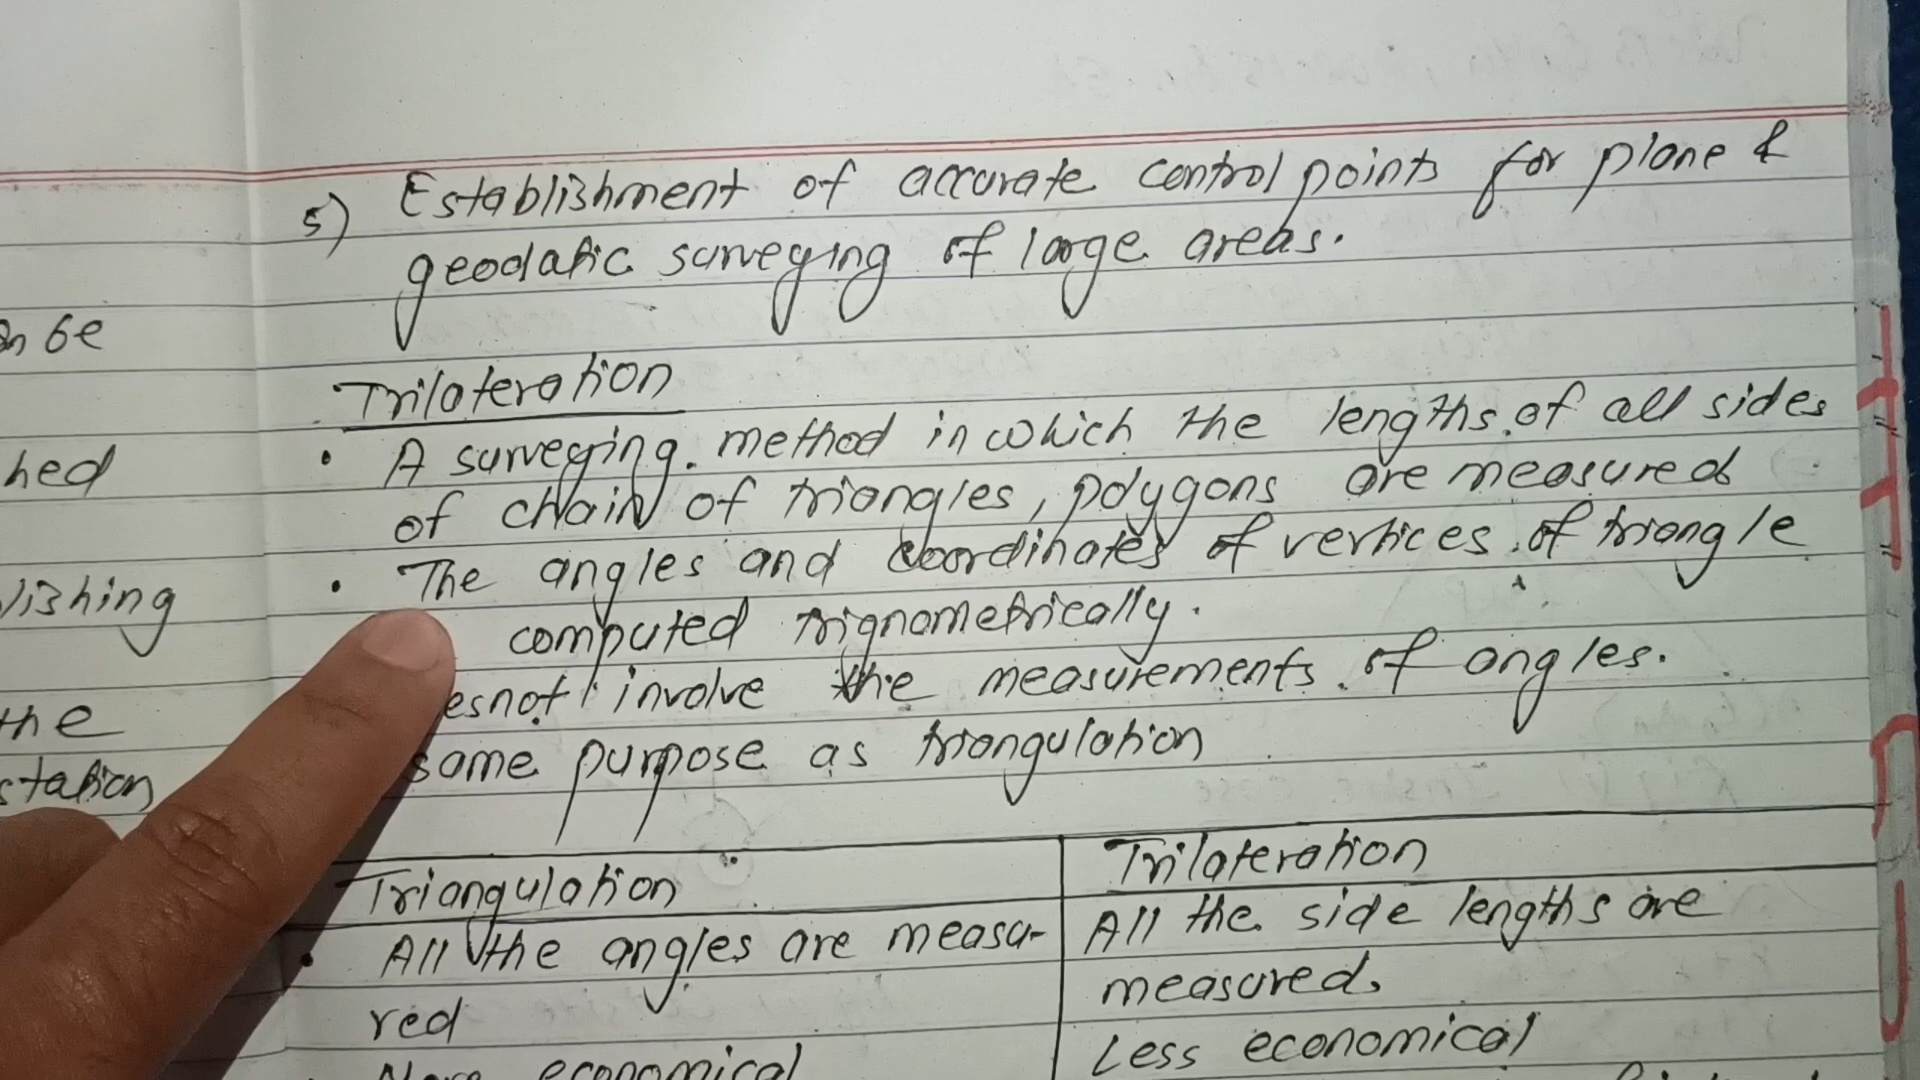 5) Establishment of accurate control points for plane &
geodatic surveying of large areas.
Trilateration
• A surveying method in which the lengths of all sides
of chain of triangles, polygons are measured
• The angles and coordinates of vertices of triangle
computed trignometrically.
esnot involve the measurements of angles.
same purpose as triangulation
Triangulation
Trilateration
• All the angles are measu-
red
All the side lengths are
measured.
economical
Less economical
be
hed
lishing
the
station